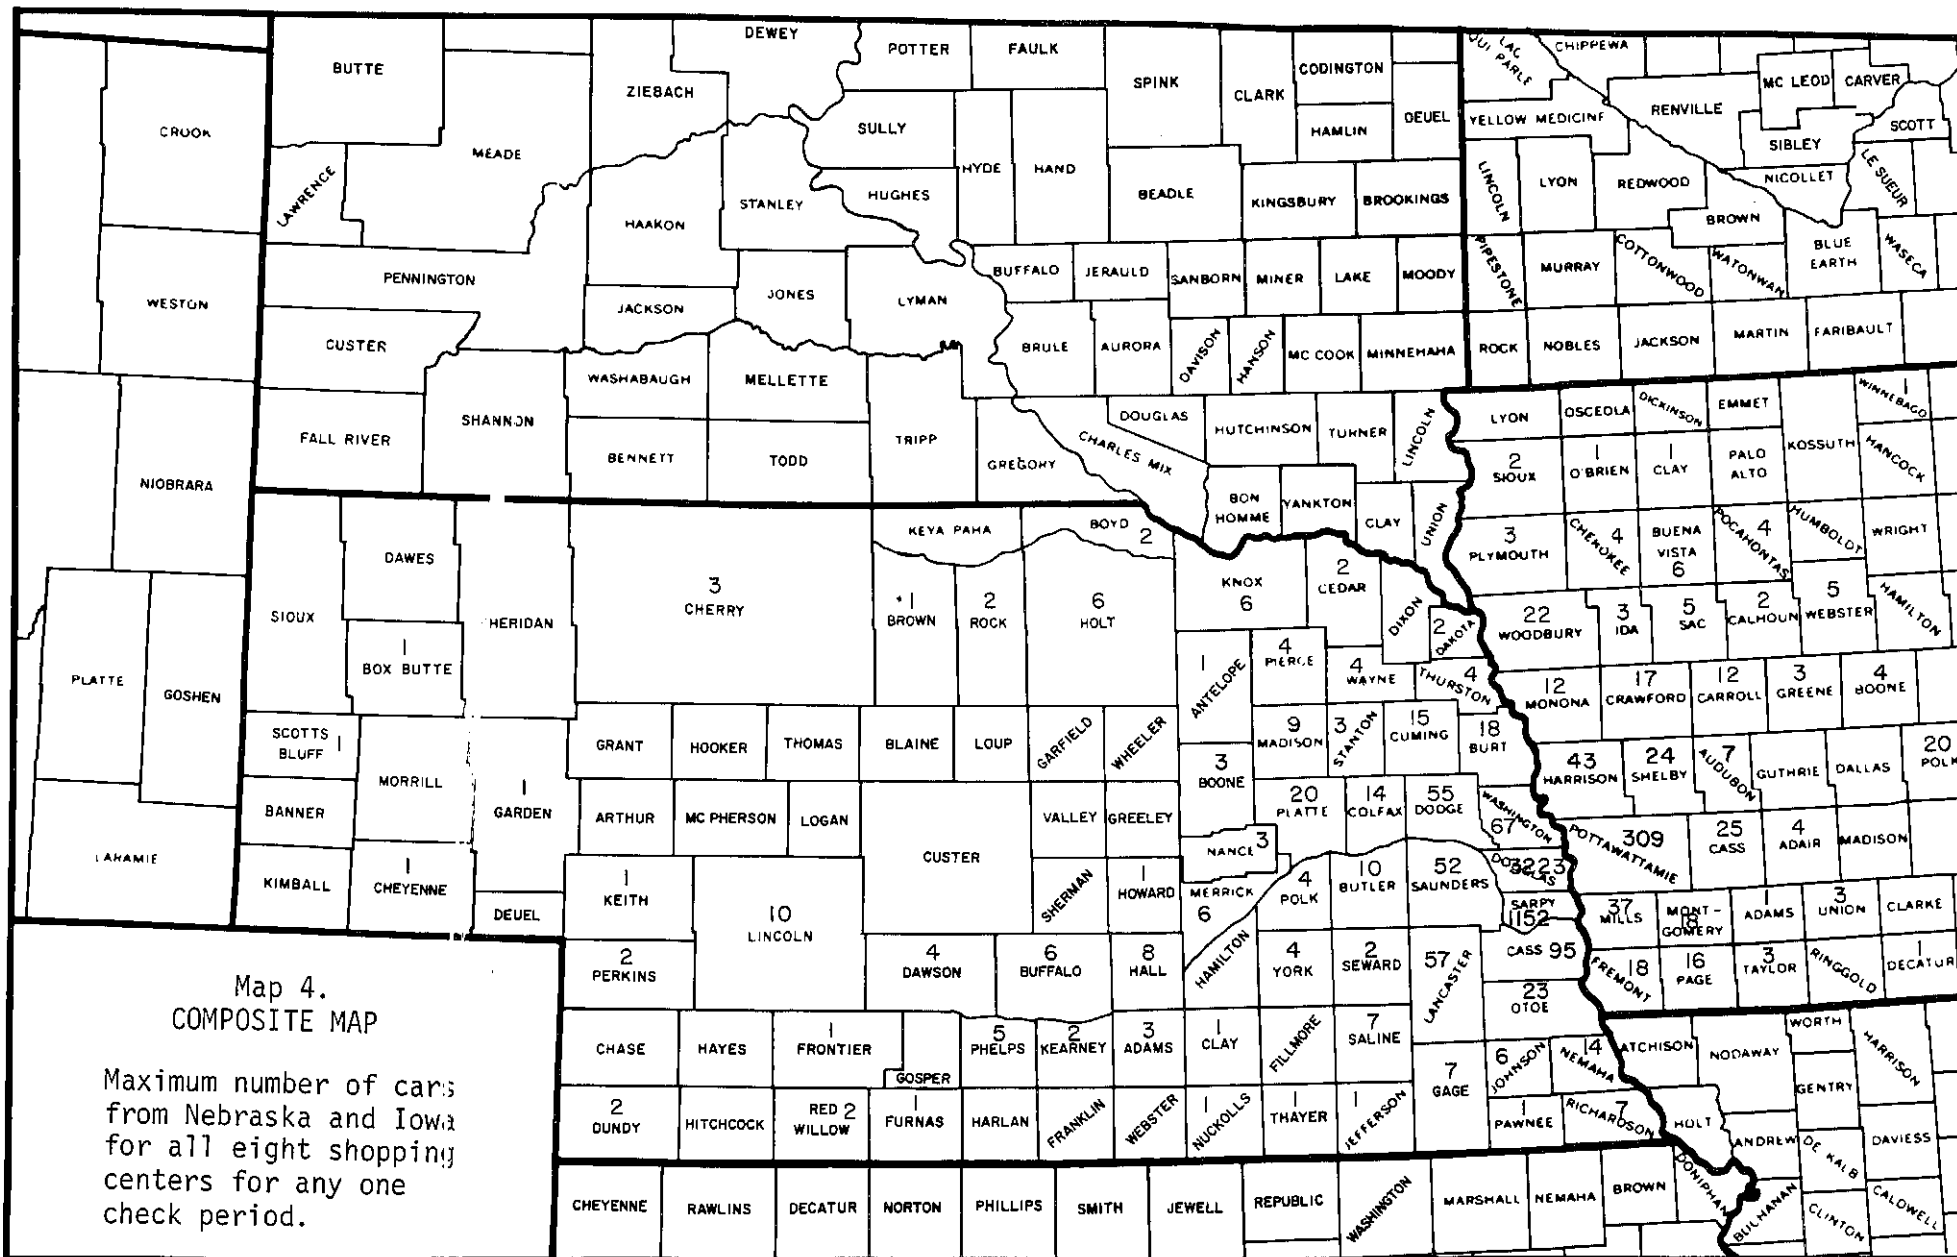 DEWEY
POTTER
FAULK
BUTTE
ZIEBACH
SPINK
CODINGTON
CLARK
QUI LAC PARLE
CHIPPEWA
MC LEOD
CARVER
CROOK
MEADE
SULLY
HAMLIN
DEUEL
YELLOW MEDICINE
RENVILLE
SCOTT
SIBLEY
LAWRENCE
STANLEY
HUGHES
HYDE
HAND
BEADLE
KINGSBURY
BROOKINGS
LINCOLN
LYON
REDWOOD
NICOLLET
LE SUEUR
HAAKON
BROWN
WESTON
PENNINGTON
JACKSON
JONES
LYMAN
BUFFALO
JERAULD
SANBORN
MINER
LAKE
MOODY
PIPESTONE
MURRAY
COTTONWOOD
WATONWAN
BLUE
EARTH
WASECA
CUSTER
WASHABAUGH
MELLETTE
BRULE
AURORA
DAVISON
HANSON
MC COOK
MINNEHAHA
ROCK
NOBLES
JACKSON
MARTIN
FARIBAULT
FALL RIVER
SHANNON
BENNETT
TODD
TRIPP
GREGORY
CHARLES MIX
DOUGLAS
HUTCHINSON
TURNER
LINCOLN
LYON
OSCEOLA
DICKINSON
EMMET
KOSSUTH
1
WINNEBAGO
HANCOCK
NIOBRARA
BON
HOMME
YANKTON
CLAY
UNION
2
SIOUX
1
O'BRIEN
1
CLAY
PALO
ALTO
SIOUX
DAWES
SHERIDAN
3
CHERRY
KEYA PAHA
BOYD
2
KNOX
6
2
CEDAR
DIXON
3
PLYMOUTH
4
CHEROKEE
BUENA
VISTA
6
4
POCAHONTAS
HUMBOLDT
WRIGHT
PLATTE
GOSHEN
1
BOX BUTTE
1
BROWN
2
ROCK
6
HOLT
1
ANTELOPE
4
PIERCE
4
WAYNE
2
DAKOTA
4
THURSTON
22
WOODBURY
3
IDA
5
SAC
2
CALHOUN
5
WEBSTER
HAMILTON
SCOTTS
BLUFF 1
MORRILL
1
GARDEN
GRANT
HOOKER
THOMAS
BLAINE
LOUP
GARFIELD
WHEELER
3
BOONE
9
MADISON
3
STANTON
15
CUMING
18
BURT
12
MONONA
17
CRAWFORD
12
CARROLL
3
GREENE
4
BOONE
LARAMIE
BANNER
ARTHUR
MC PHERSON
LOGAN
CUSTER
VALLEY
GREELEY
NANCE 3
20
PLATTE
14
COLFAX
55
DODGE
WASHINGTON
67
43
HARRISON
24
SHELBY
7
AUDUBON
GUTHRIE
DALLAS
20
POLK
KIMBALL
1
CHEYENNE
DEUEL
1
KEITH
10
LINCOLN
SHERMAN
1
HOWARD
MERRICK
6
4
POLK
10
BUTLER
52
SAUNDERS
DOUGLAS
3223
SARPY
1152
309
POTTAWATTAMIE
25
CASS
4
ADAIR
MADISON
2
PERKINS
4
DAWSON
6
BUFFALO
8
HALL
HAMILTON
4
YORK
2
SEWARD
57
LANCASTER
CASS 95
37
MILLS
MONT-
GOMERY
18
1
ADAMS
3
UNION
CLARKE
18
FREMONT
16
PAGE
3
TAYLOR
RINGGOLD
1
DECATUR
23
OTOE
CHASE
HAYES
1
FRONTIER
GOSPER
5
PHELPS
2
KEARNEY
3
ADAMS
1
CLAY
FILLMORE
7
SALINE
7
GAGE
6
JOHNSON
14
NEMAHA
ATCHISON
NODAWAY
WORTH
HARRISON
GENTRY
2
DUNDY
HITCHCOCK
RED 2
WILLOW
1
FURNAS
HARLAN
FRANKLIN
WEBSTER
1
NUCKOLLS
THAYER
1
JEFFERSON
1
PAWNEE
7
RICHARDSON
HOLT
ANDREW
DE KALB
DAVIESS
CHEYENNE
RAWLINS
DECATUR
NORTON
PHILLIPS
SMITH
JEWELL
REPUBLIC
WASHINGTON
MARSHALL
NEMAHA
BROWN
DONIPHAN
BUCHANAN
CLINTON
CALDWELL
Map 4.
COMPOSITE MAP
Maximum number of cars
from Nebraska and Iowa
for all eight shopping
centers for any one
check period.